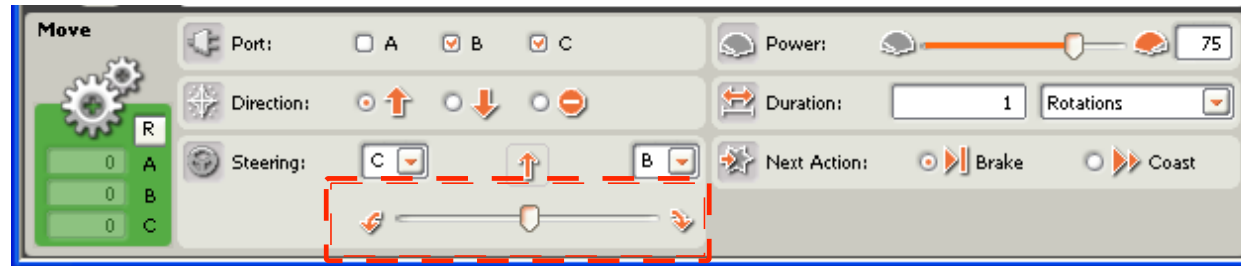 Move
Port: A B C
Power: 75
Direction:
Duration: 1 Rotations
R
Steering: C B
Next Action: Brake Coast
0 A
0 B
0 C